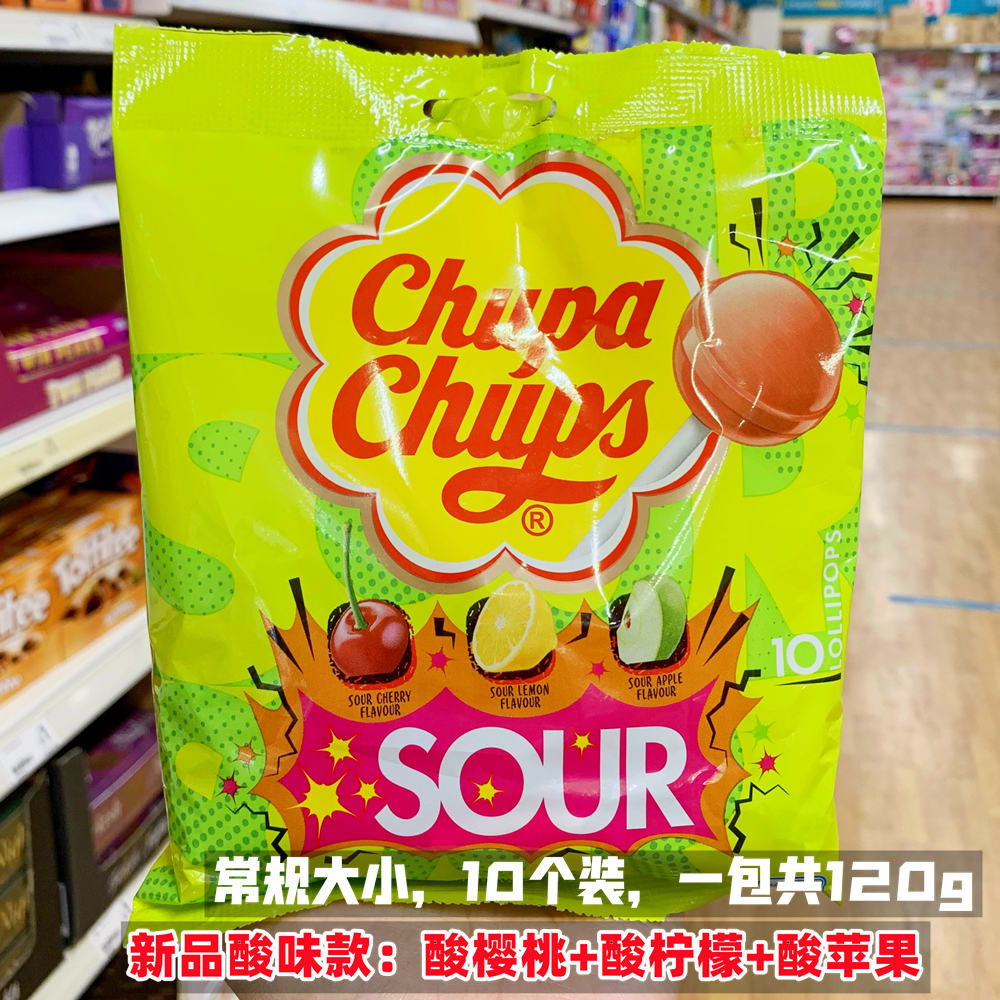 Chupa
Chups
®
10
LOLLIPOPS
SOUR CHERRY
FLAVOUR
SOUR LEMON
FLAVOUR
SOUR APPLE
FLAVOUR
SOUR
Toffifee
常规大小，10个装，一包共120g
新品酸味款：酸樱桃+酸柠檬+酸苹果